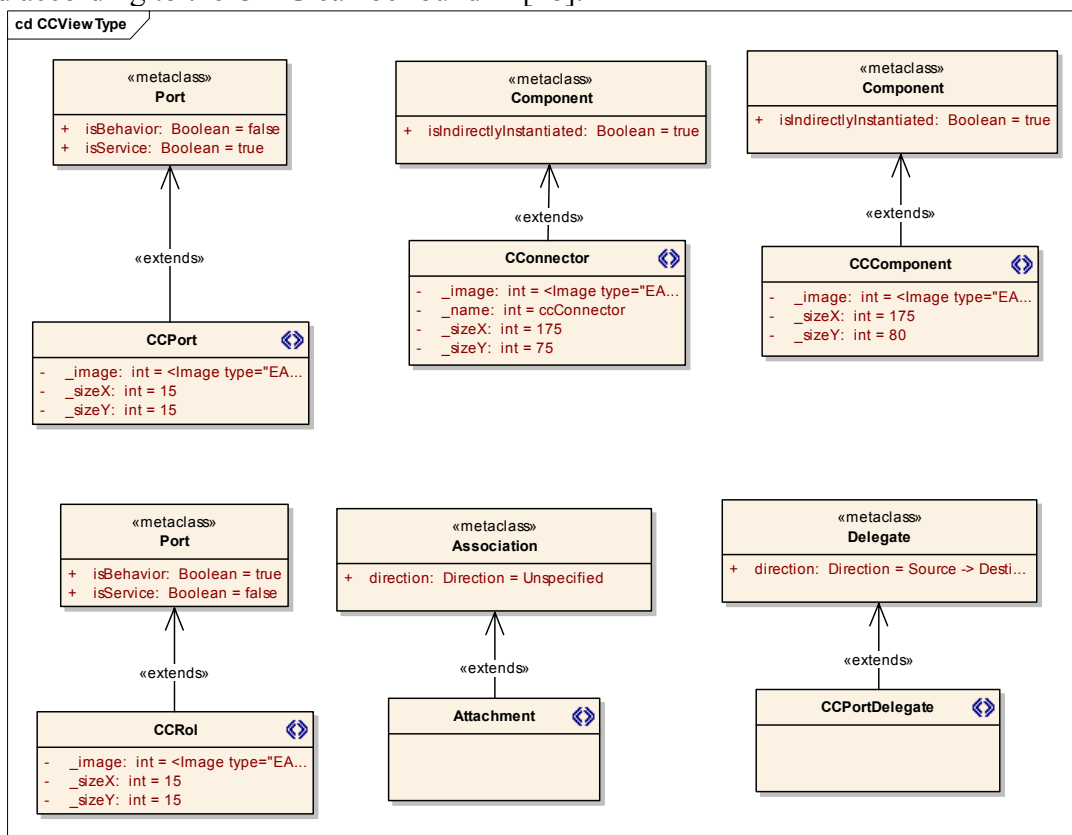 cd CCViewType
«metaclass»
Port
+ isBehavior: Boolean = false
+ isService: Boolean = true
«extends»
CCPort
- _image: int = <Image type="EA...
- _sizeX: int = 15
- _sizeY: int = 15
«metaclass»
Component
+ isIndirectlyInstantiated: Boolean = true
«extends»
CConnector
- _image: int = <Image type="EA...
- _name: int = ccConnector
- _sizeX: int = 175
- _sizeY: int = 75
«metaclass»
Component
+ isIndirectlyInstantiated: Boolean = true
«extends»
CCComponent
- _image: int = <Image type="EA...
- _sizeX: int = 175
- _sizeY: int = 80
«metaclass»
Port
+ isBehavior: Boolean = true
+ isService: Boolean = false
«extends»
CCRol
- _image: int = <Image type="EA...
- _sizeX: int = 15
- _sizeY: int = 15
«metaclass»
Association
+ direction: Direction = Unspecified
«extends»
Attachment
«metaclass»
Delegate
+ direction: Direction = Source -> Desti...
«extends»
CCPortDelegate